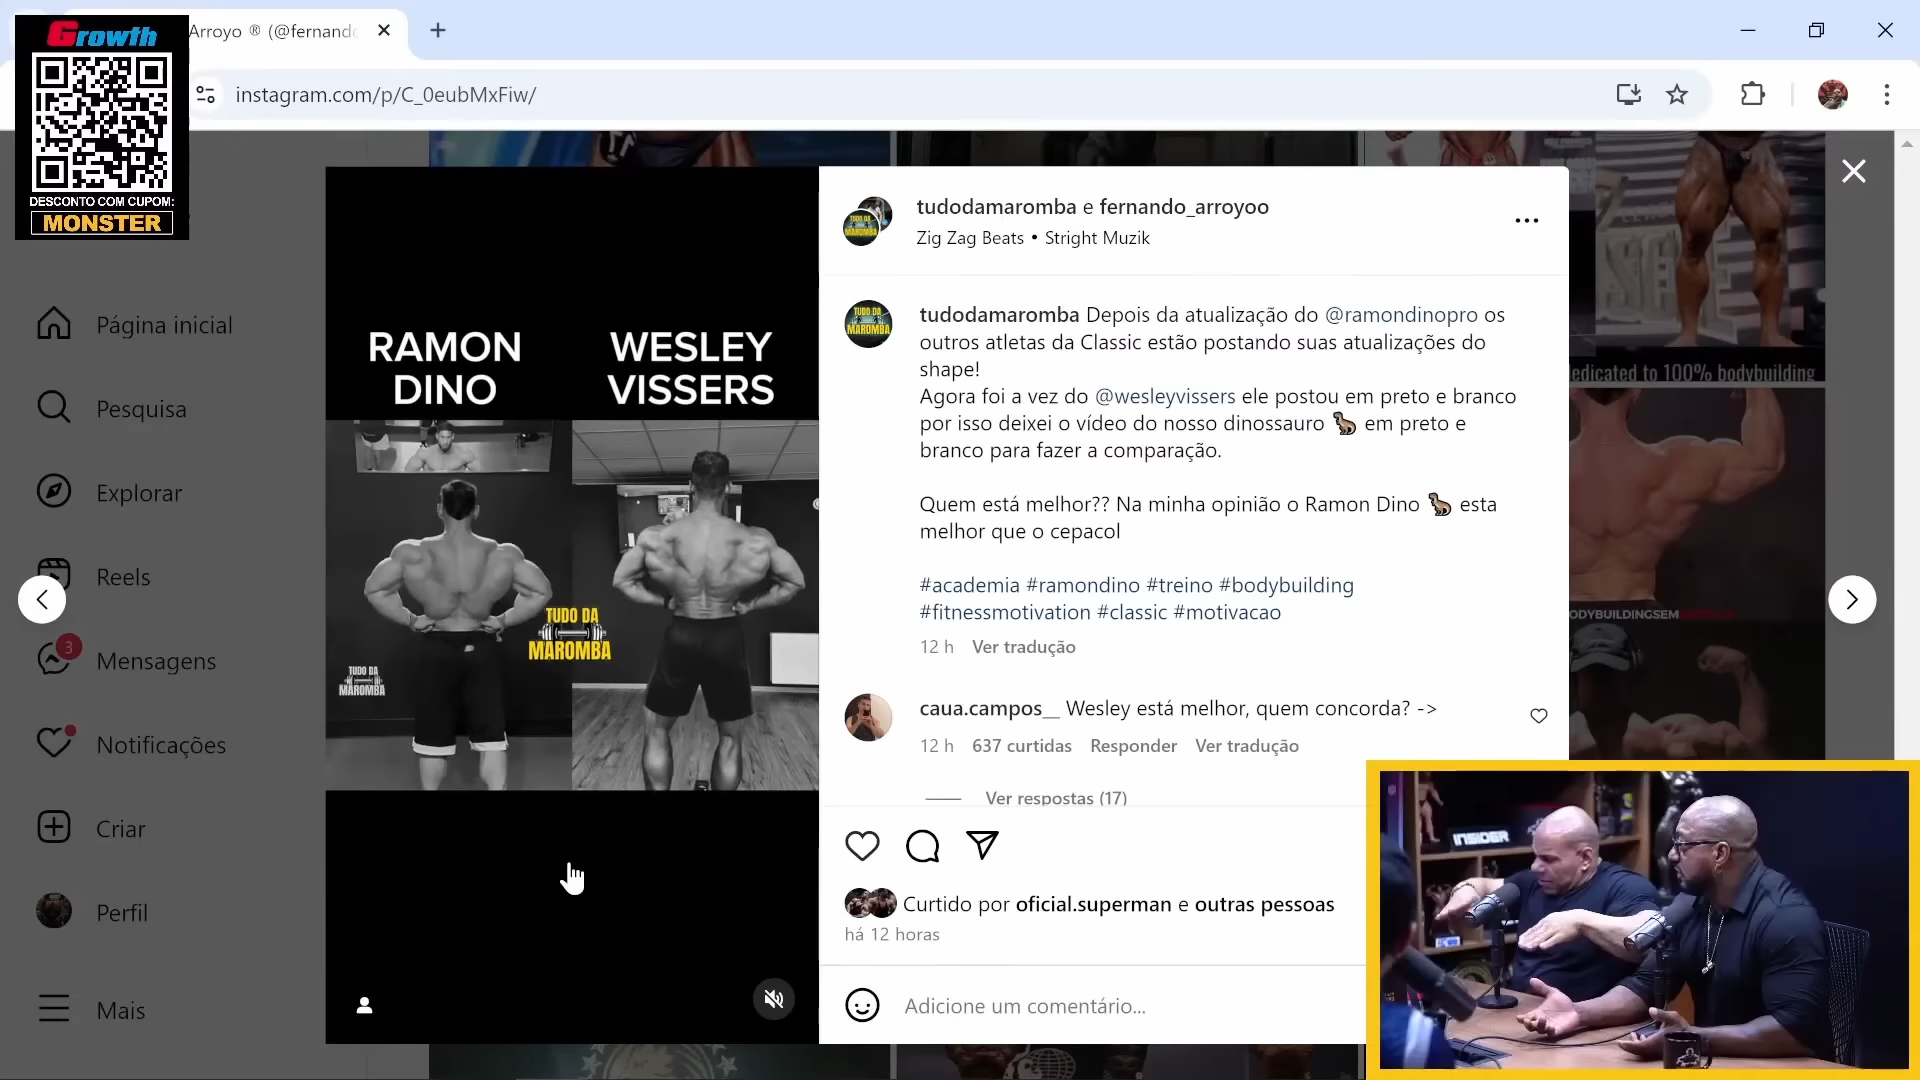 Growth
DESCONTO COM CUPOM:
MONSTER
Arroyo ® (@fernand
instagram.com/p/C_0eubMxFiw/
Página inicial
Pesquisa
Explorar
Reels
3
Mensagens
Notificações
Criar
Perfil
Mais
RAMON
DINO
WESLEY
VISSERS
TUDO DA
MAROMBA
TUDO DA
MAROMBA
tudodamaromba e fernando_arroyoo
Zig Zag Beats • Stright Muzik
tudodamaromba Depois da atualização do @ramondinopro os
outros atletas da Classic estão postando suas atualizações do
shape!
Agora foi a vez do @wesleyvissers ele postou em preto e branco
por isso deixei o vídeo do nosso dinossauro 🦖 em preto e
branco para fazer a comparação.
Quem está melhor?? Na minha opinião o Ramon Dino 🦖 esta
melhor que o cepacol
#academia #ramondino #treino #bodybuilding
#fitnessmotivation #classic #motivacao
12 h Ver tradução
caua.campos__ Wesley está melhor, quem concorda? ->
12 h 637 curtidas Responder Ver tradução
Ver respostas (17)
Curtido por oficial.superman e outras pessoas
há 12 horas
Adicione um comentário...
edicated to 100% bodybuilding
ODYBUILDINGSEM
INSIDER